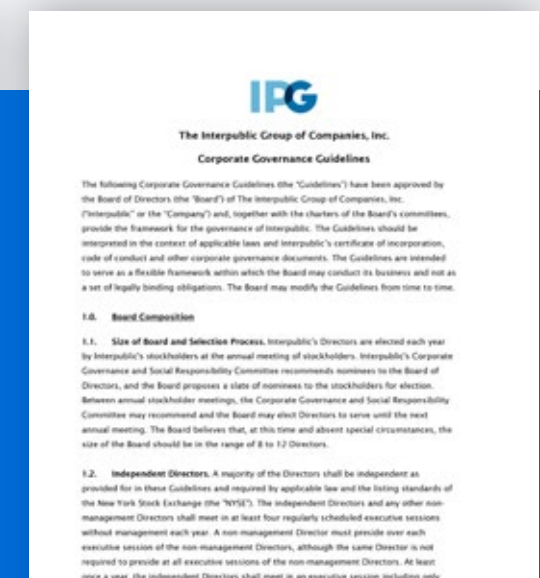 IPG
The Interpublic Group of Companies, Inc.
Corporate Governance Guidelines
The following Corporate Governance Guidelines (the "Guidelines") have been approved by
the Board of Directors (the "Board") of The Interpublic Group of Companies, Inc.
("Interpublic" or the "Company") and, together with the charters of the Board's committees,
provide the framework for the governance of Interpublic. The Guidelines should be
interpreted in the context of applicable laws and Interpublic's certificate of incorporation,
code of conduct and other corporate governance documents. The Guidelines are intended
to serve as a flexible framework within which the Board may conduct its business and not as
a set of legally binding obligations. The Board may modify the Guidelines from time to time.
1.0. Board Composition
1.1. Size of Board and Selection Process. Interpublic's Directors are elected each year
by Interpublic's stockholders at the annual meeting of stockholders. Interpublic's Corporate
Governance and Social Responsibility Committee recommends nominees to the Board of
Directors, and the Board proposes a slate of nominees to the stockholders for election.
Between annual stockholder meetings, the Corporate Governance and Social Responsibility
Committee may recommend and the Board may elect Directors to serve until the next
annual meeting. The Board believes that, at this time and absent special circumstances, the
size of the Board should be in the range of 8 to 12 Directors.
1.2. Independent Directors. A majority of the Directors shall be independent as
provided for in these Guidelines and required by applicable law and the listing standards of
the New York Stock Exchange (the "NYSE"). The independent Directors and any other non-
management Directors shall meet in at least four regularly scheduled executive sessions
without management each year. A non-management Director must preside over each
executive session of the non-management Directors, although the same Director is not
required to preside at all executive sessions of the non-management Directors. At least
once a year, the independent Directors shall meet in an executive session including only